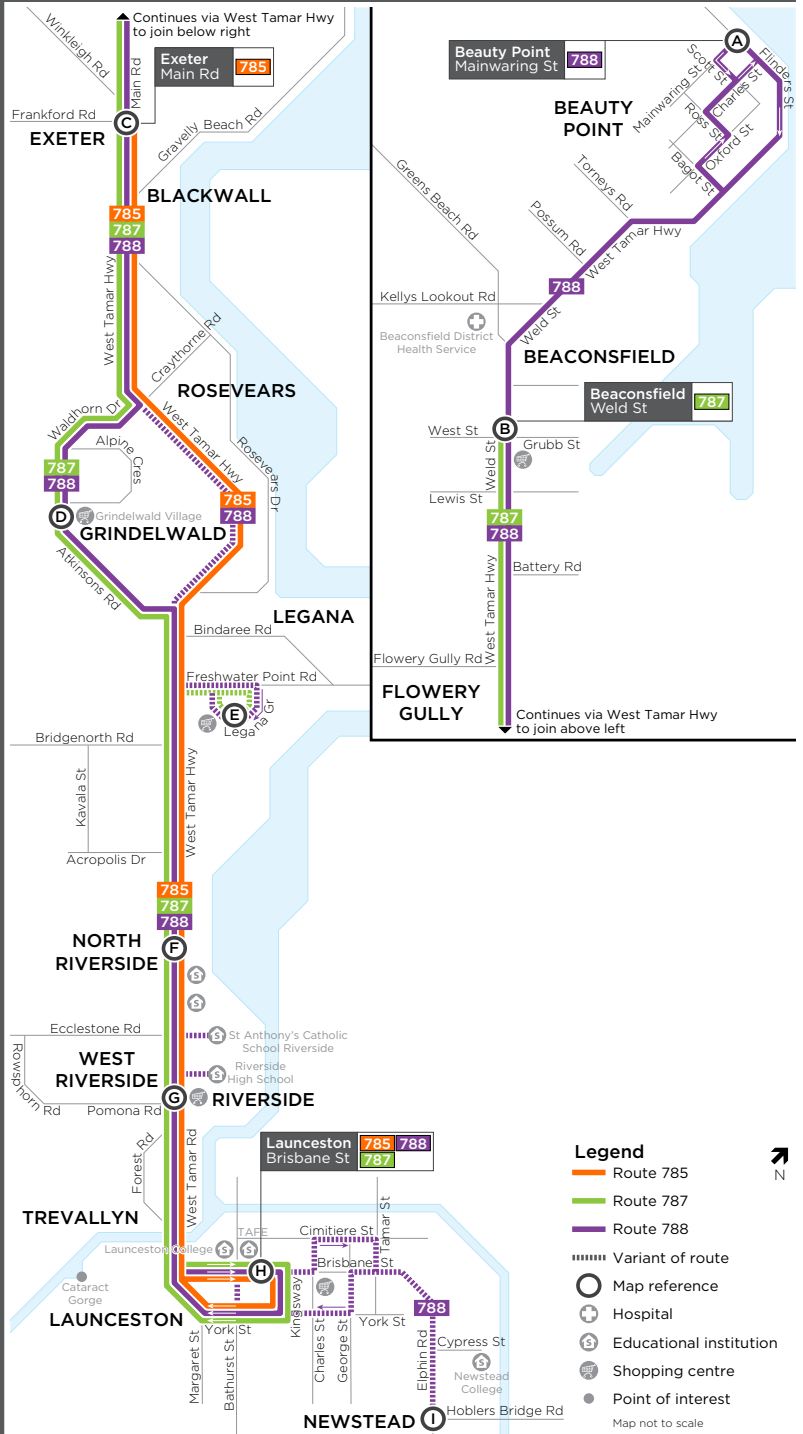 Continues via West Tamar Hwy
to join below right
Winkleigh Rd
Main Rd
Exeter
Main Rd
785
Frankford Rd
C
EXETER
Gravelly Beach Rd
BLACKWALL
785
787
788
West Tamar Hwy
Craythorne Rd
ROSEVEARS
Waldhorn Dr
West Tamar Hwy
Rosevears Dr
Alpine Cres
787
788
785
788
D
Grindelwald Village
GRINDELWALD
Atkinsons Rd
LEGANA
Bindaree Rd
Freshwater Point Rd
E
Legana Gr
Bridgenorth Rd
Kavala St
West Tamar Hwy
Acropolis Dr
785
787
788
NORTH
RIVERSIDE
F
S
S
Ecclestone Rd
S
St Anthony's Catholic
School Riverside
WEST
RIVERSIDE
Rowsphorn Rd
S
Riverside
High School
G
RIVERSIDE
Pomona Rd
Forest Rd
West Tamar Rd
Launceston
Brisbane St
785
788
787
TREVALLYN
TAFE
Launceston College
S
S
Cimitiere St
Tamar St
H
Brisbane St
Cataract
Gorge
LAUNCESTON
Kingsway
York St
York St
788
Margaret St
Bathurst St
Charles St
George St
Elphin Rd
Cypress St
S
Newstead
College
NEWSTEAD
I
Hoblers Bridge Rd
Beauty Point
Mainwaring St
788
A
Flinders St
BEAUTY
POINT
Mainwaring St
Scott St
Charles St
Ross St
Oxford St
Bagot St
Torneys Rd
Greens Beach Rd
Possum Rd
West Tamar Hwy
788
Kellys Lookout Rd
Weld St
Beaconsfield District
Health Service
BEACONSFIELD
Beaconsfield
Weld St
787
West St
B
Grubb St
Weld St
Lewis St
787
788
Battery Rd
West Tamar Hwy
Flowery Gully Rd
FLOWERY
GULLY
Continues via West Tamar Hwy
to join above left
Legend
N
Route 785
Route 787
Route 788
Variant of route
Map reference
Hospital
S
Educational institution
Shopping centre
Point of interest
Map not to scale